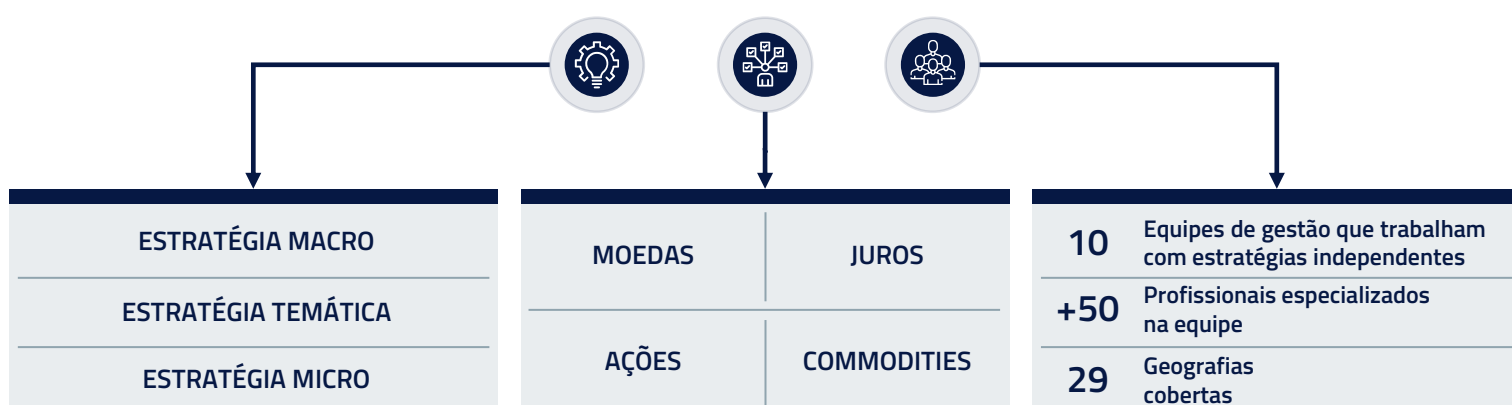 ESTRATÉGIA MACRO
ESTRATÉGIA TEMÁTICA
ESTRATÉGIA MICRO
MOEDAS
JUROS
AÇÕES
COMMODITIES
10
Equipes de gestão que trabalham
com estratégias independentes
+50
Profissionais especializados
na equipe
29
Geografias
cobertas